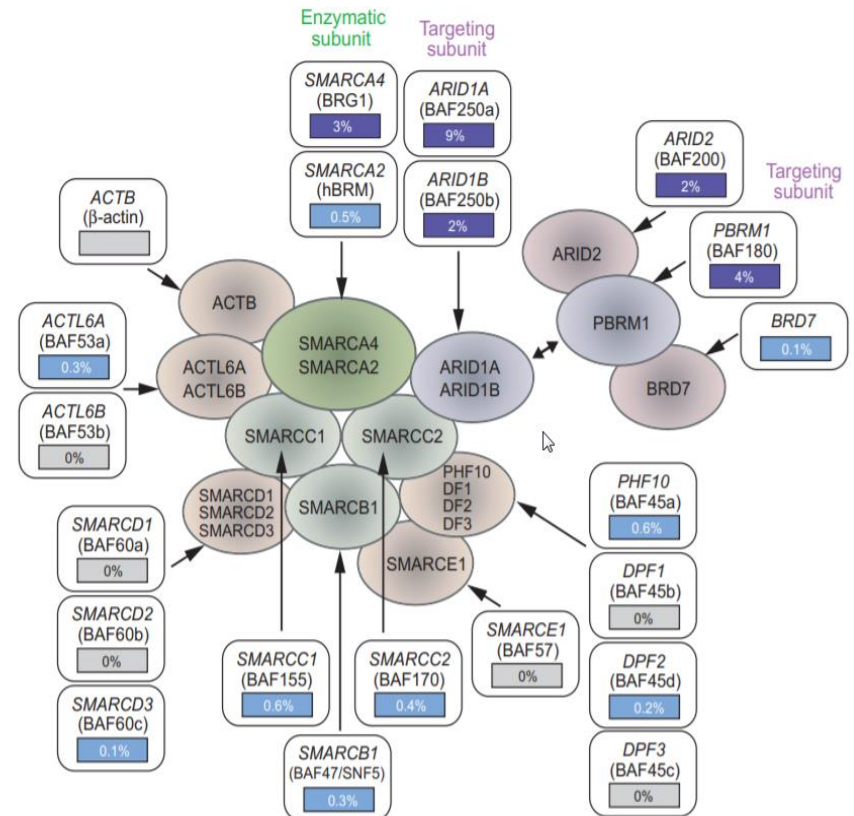 Enzymatic
subunit
Targeting
subunit
SMARCA4
(BRG1)
3%
SMARCA2
(hBRM)
0.5%
ARID1A
(BAF250a)
9%
ARID1B
(BAF250b)
2%
ARID2
(BAF200)
2%
Targeting
subunit
PBRM1
(BAF180)
4%
BRD7
0.1%
ACTB
(β-actin)
ACTL6A
(BAF53a)
0.3%
ACTL6B
(BAF53b)
0%
ACTB
ACTL6A
ACTL6B
SMARCA4
SMARCA2
ARID1A
ARID1B
ARID2
PBRM1
BRD7
SMARCC1
SMARCC2
SMARCD1
SMARCD2
SMARCD3
SMARCB1
PHF10
DF1
DF2
DF3
SMARCE1
SMARCD1
(BAF60a)
0%
SMARCD2
(BAF60b)
0%
SMARCD3
(BAF60c)
0.1%
SMARCC1
(BAF155)
0.6%
SMARCB1
(BAF47/SNF5)
0.3%
SMARCC2
(BAF170)
0.4%
SMARCE1
(BAF57)
0%
PHF10
(BAF45a)
0.6%
DPF1
(BAF45b)
0%
DPF2
(BAF45d)
0.2%
DPF3
(BAF45c)
0%